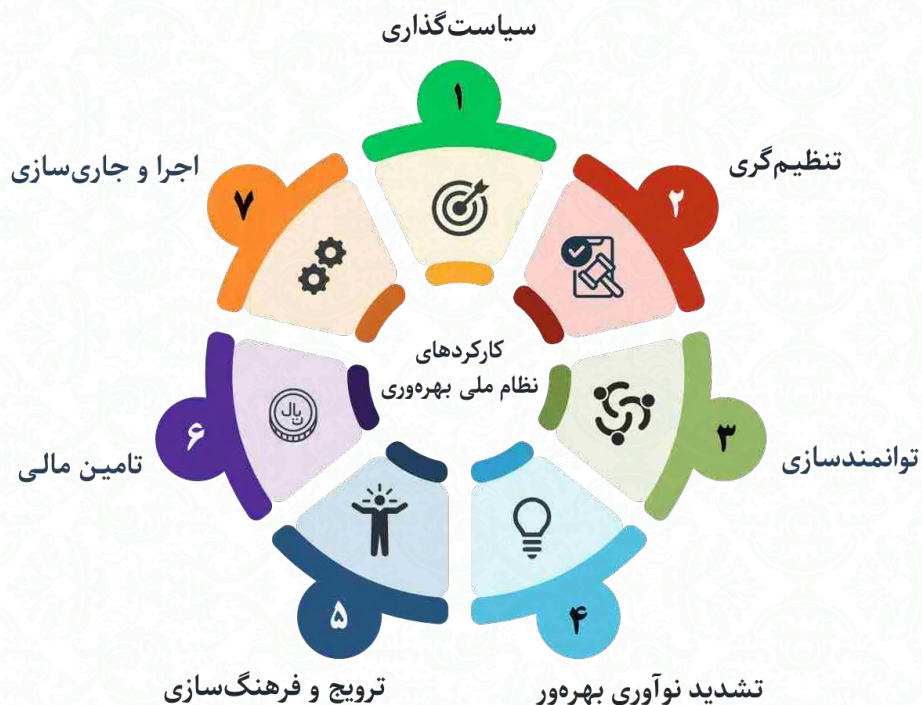 سیاست‌گذاری
۱
تنظیم‌گری
۲
توانمندسازی
۳
تشدید نوآوری بهره‌ور
۴
ترویج و فرهنگ‌سازی
۵
تامین مالی
۶
ریال
اجرا و جاری‌سازی
۷
کارکردهای
نظام ملی بهره‌وری